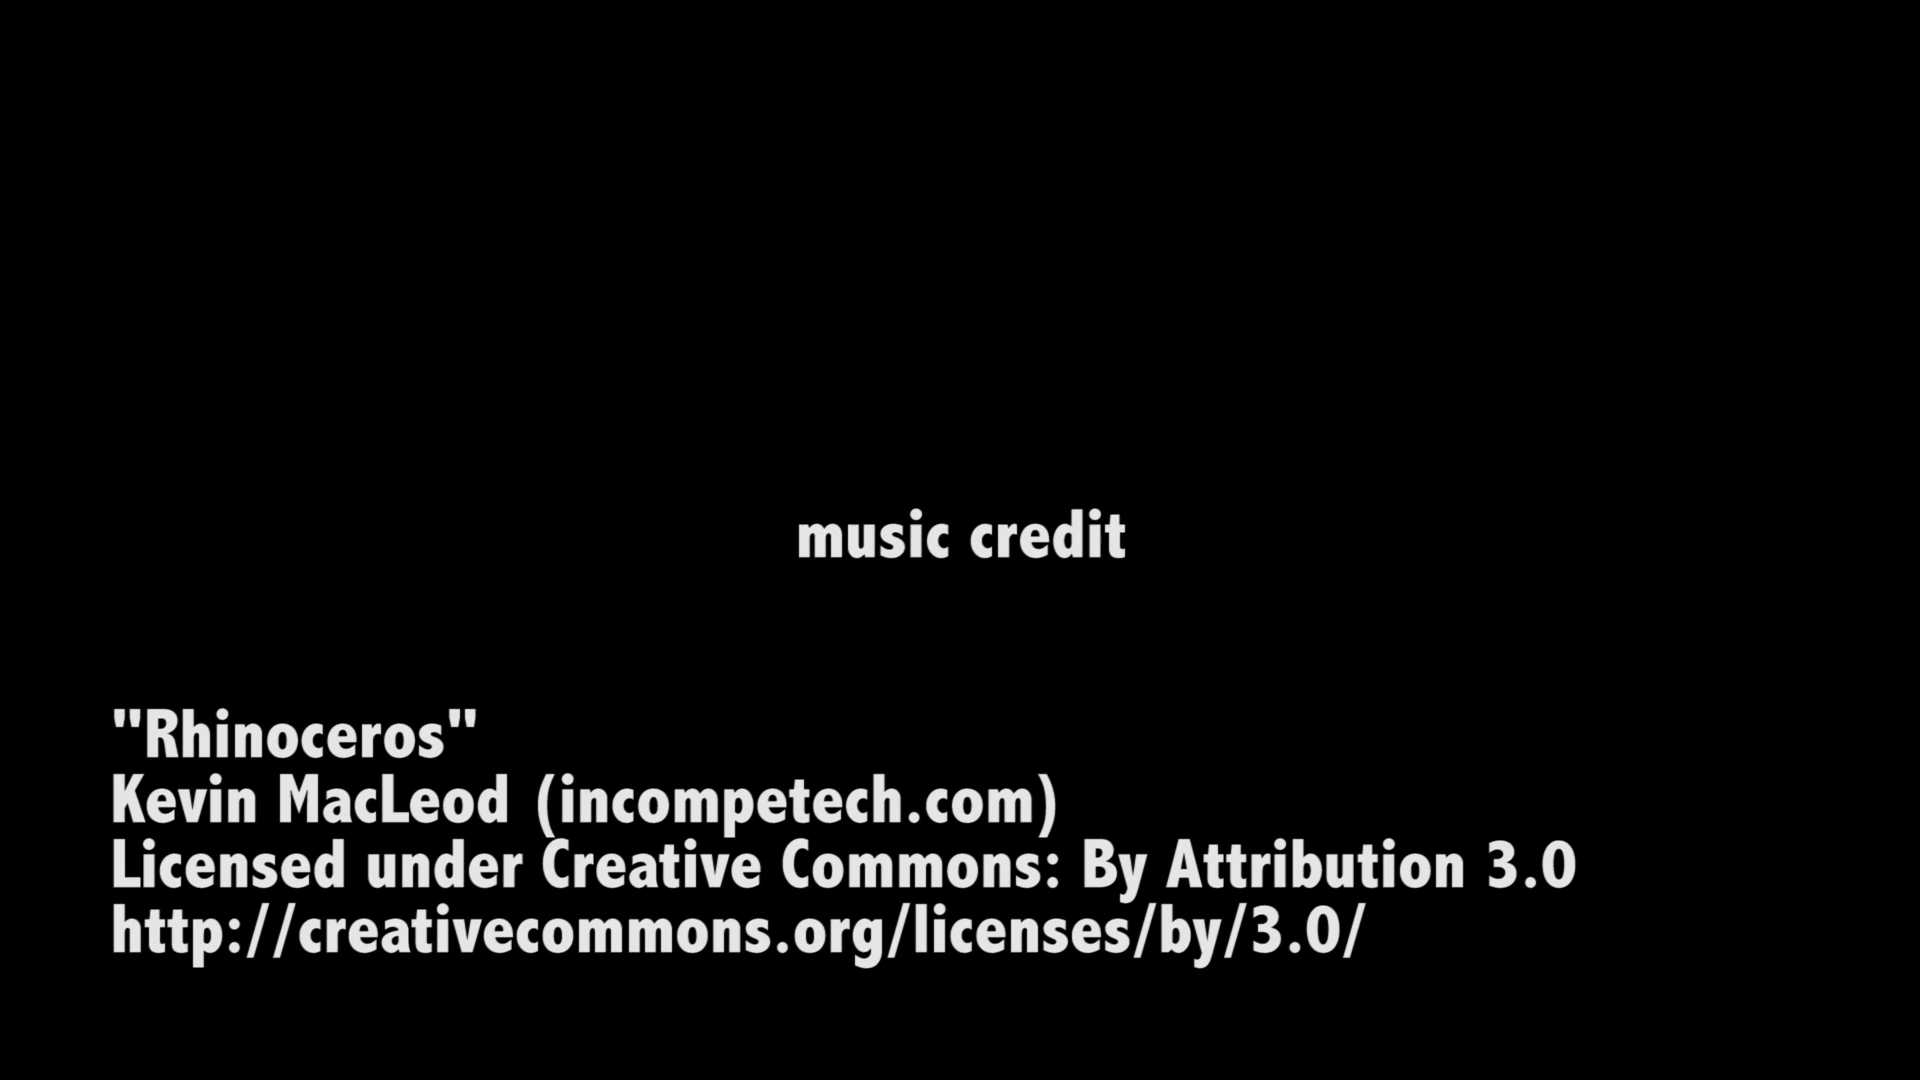 music credit
"Rhinoceros"
Kevin MacLeod (incompetech.com)
Licensed under Creative Commons: By Attribution 3.0
http://creativecommons.org/licenses/by/3.0/